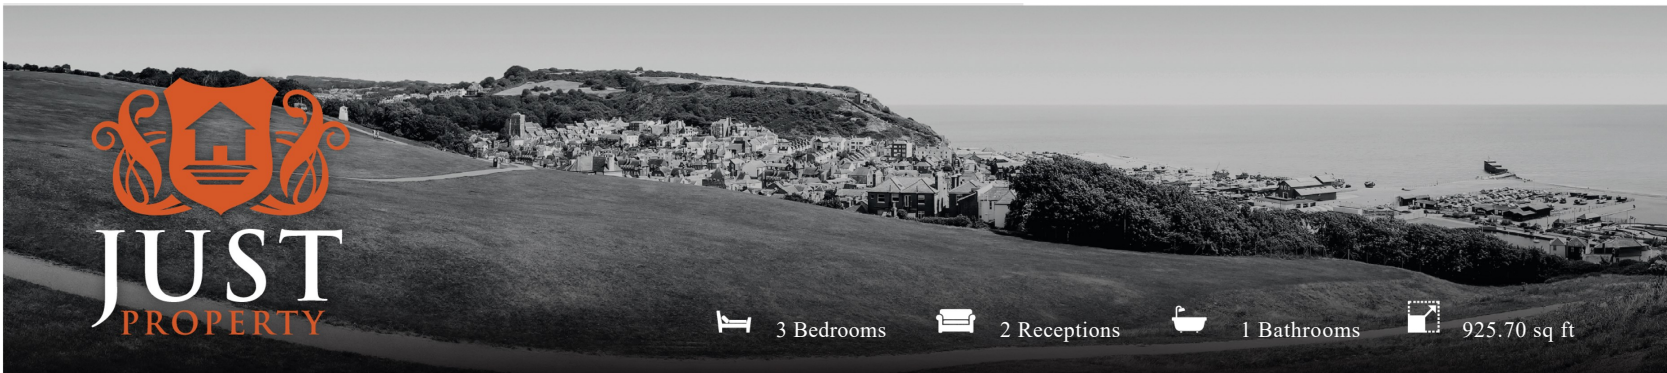 JUST
PROPERTY
3 Bedrooms
2 Receptions
1 Bathrooms
925.70 sq ft